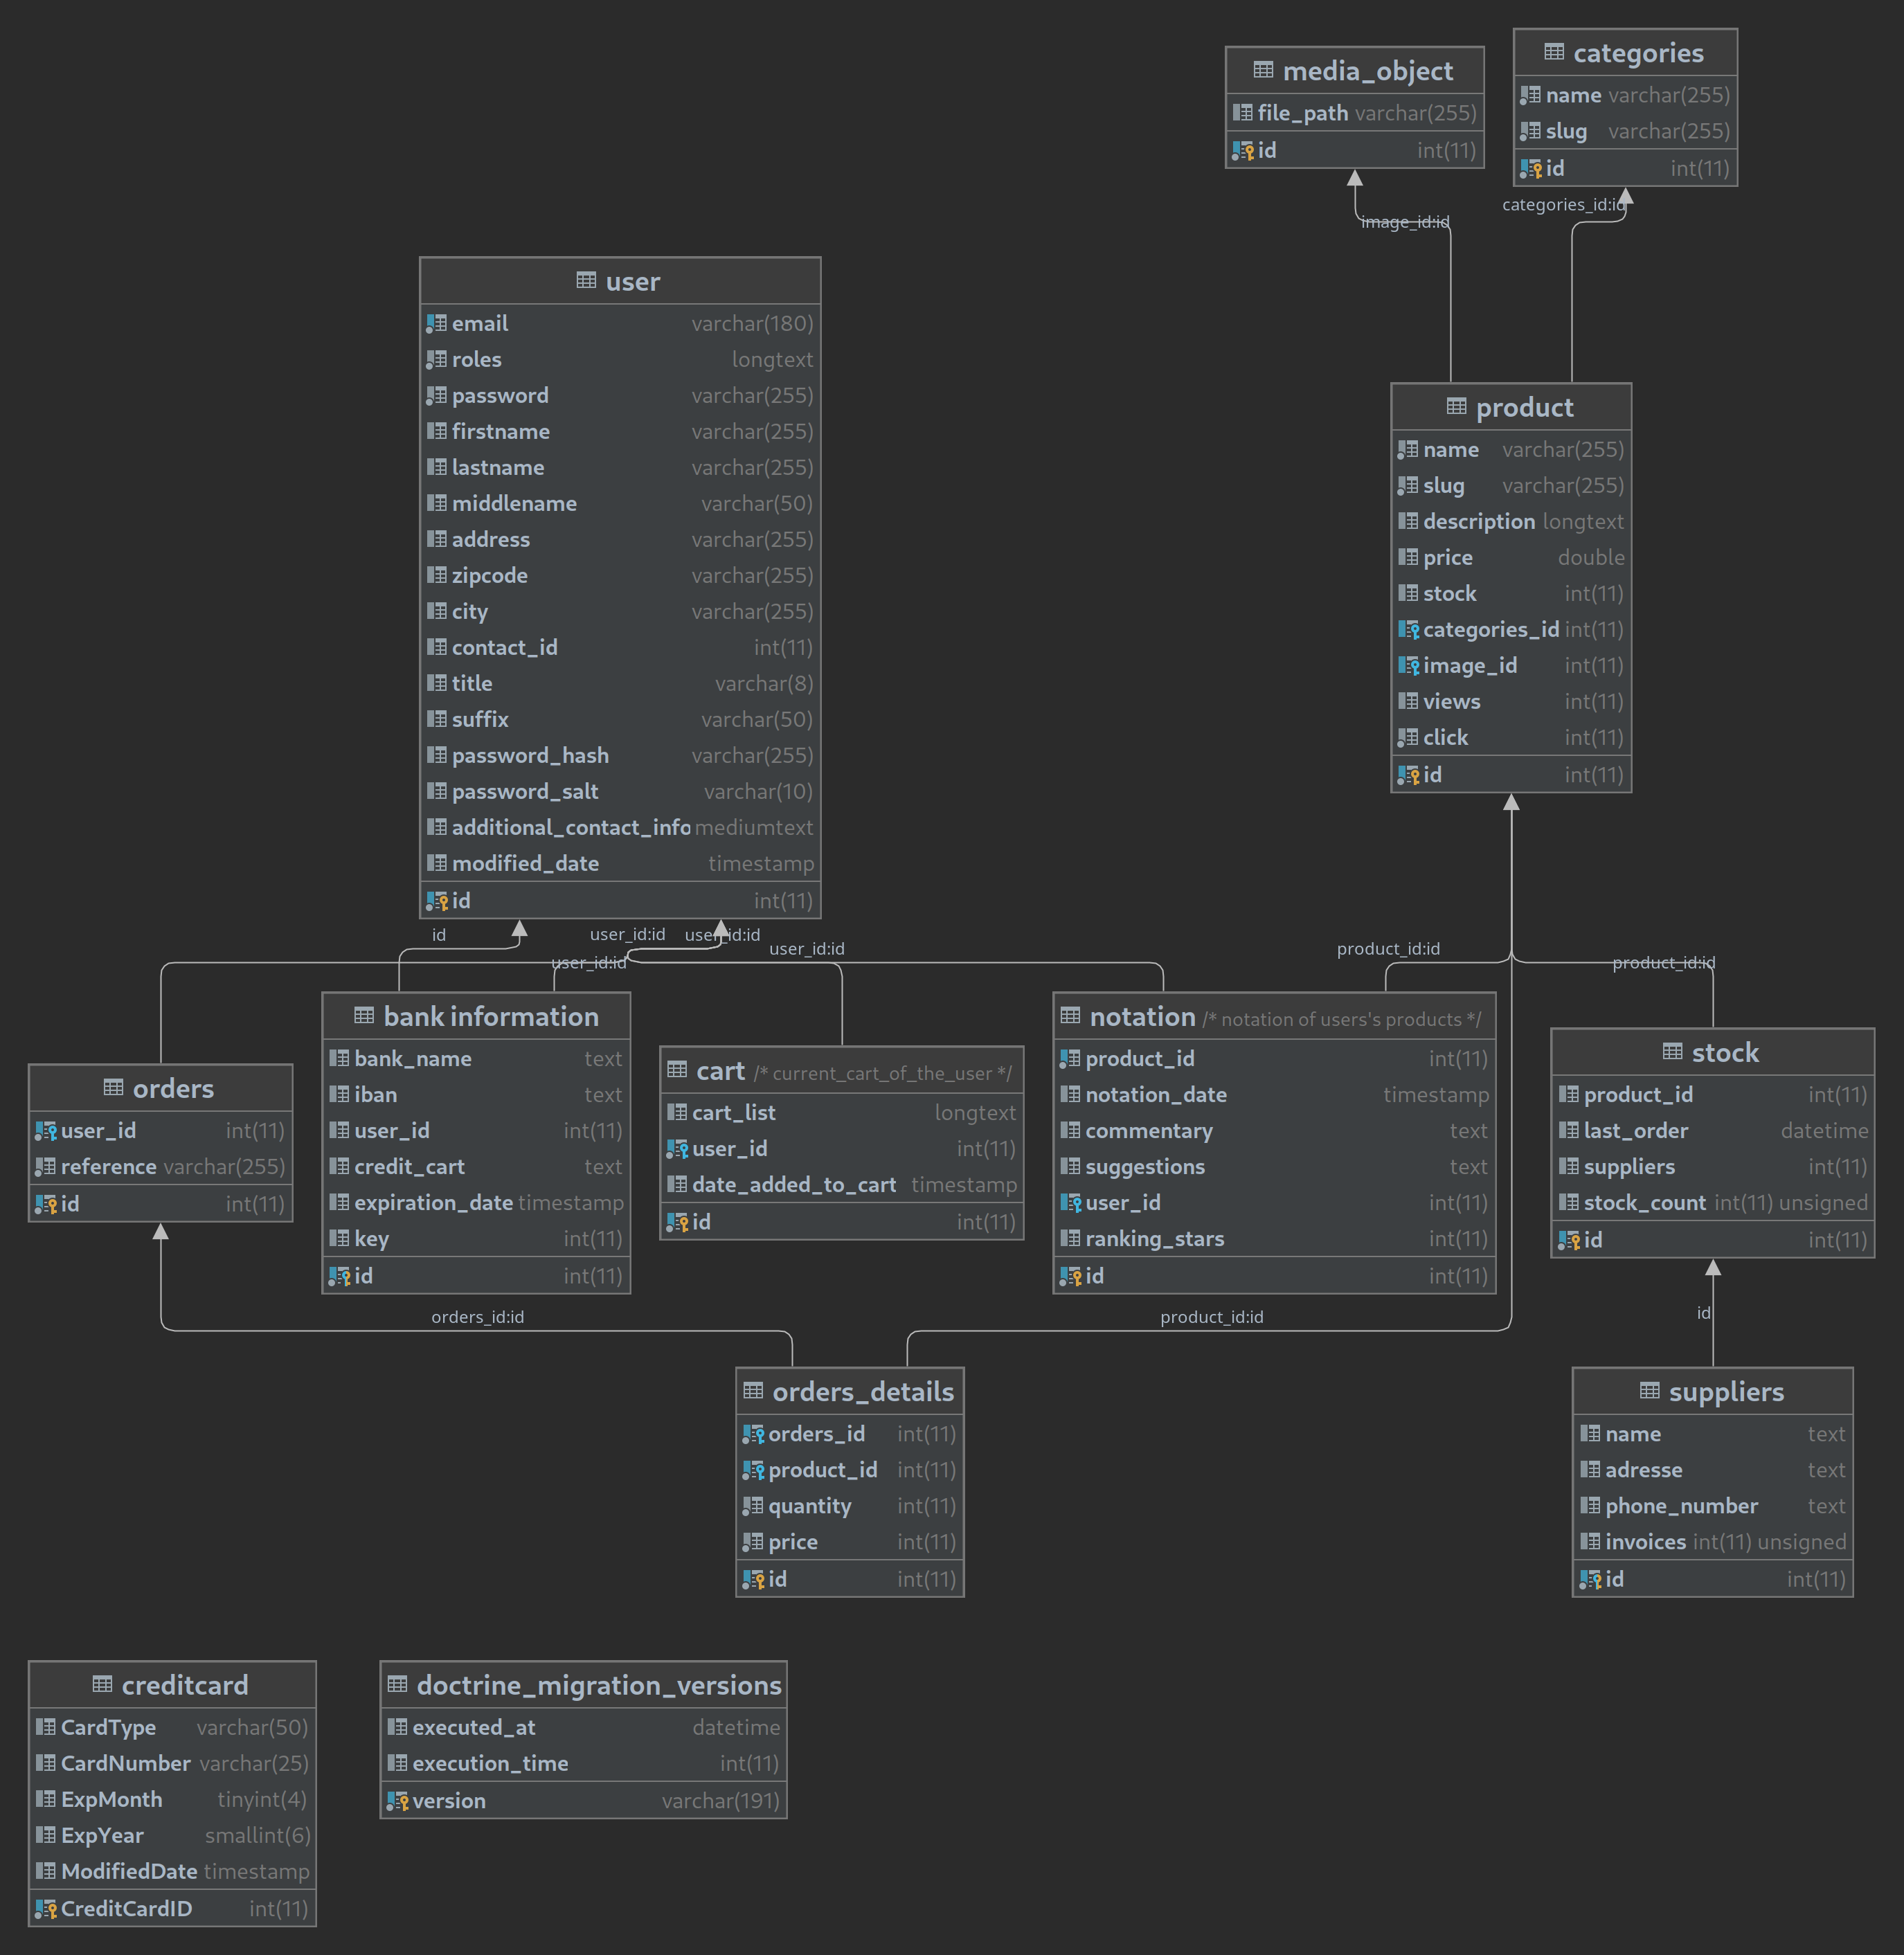 categories
name varchar(255)
slug varchar(255)
id int(11)
media_object
file_path varchar(255)
id int(11)
categories_id:id
image_id:id
user
email varchar(180)
roles longtext
password varchar(255)
firstname varchar(255)
lastname varchar(255)
middlename varchar(50)
address varchar(255)
zipcode varchar(255)
city varchar(255)
contact_id int(11)
title varchar(8)
suffix varchar(50)
password_hash varchar(255)
password_salt varchar(10)
additional_contact_info mediumtext
modified_date timestamp
id int(11)
product
name varchar(255)
slug varchar(255)
description longtext
price double
stock int(11)
categories_id int(11)
image_id int(11)
views int(11)
click int(11)
id int(11)
id
user_id:id
user_id:id
user_id:id
user_id:id
product_id:id
product_id:id
orders
user_id int(11)
reference varchar(255)
id int(11)
bank information
bank_name text
iban text
user_id int(11)
credit_cart text
expiration_date timestamp
key int(11)
id int(11)
cart /* current_cart_of_the_user */
cart_list longtext
user_id int(11)
date_added_to_cart timestamp
id int(11)
notation /* notation of users's products */
product_id int(11)
notation_date timestamp
commentary text
suggestions text
user_id int(11)
ranking_stars int(11)
id int(11)
stock
product_id int(11)
last_order datetime
suppliers int(11)
stock_count int(11) unsigned
id int(11)
orders_id:id
product_id:id
id
orders_details
orders_id int(11)
product_id int(11)
quantity int(11)
price int(11)
id int(11)
suppliers
name text
adresse text
phone_number text
invoices int(11) unsigned
id int(11)
creditcard
CardType varchar(50)
CardNumber varchar(25)
ExpMonth tinyint(4)
ExpYear smallint(6)
ModifiedDate timestamp
CreditCardID int(11)
doctrine_migration_versions
executed_at datetime
execution_time int(11)
version varchar(191)